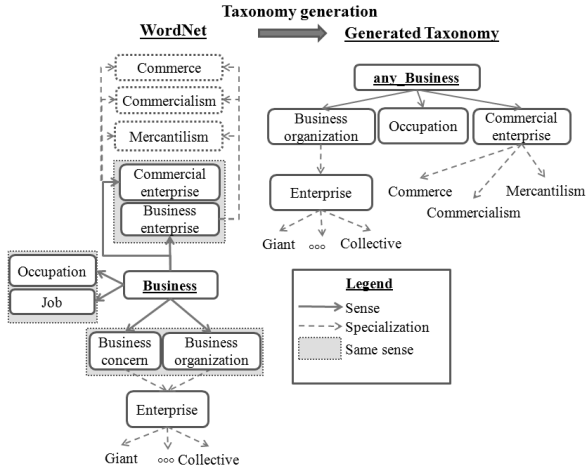 Taxonomy generation
WordNet
Generated Taxonomy
Commerce
Commercialism
Mercantilism
Commercial
enterprise
Business
enterprise
Occupation
Job
Business
Business
concern
Business
organization
Enterprise
Giant
ooo
Collective
any_Business
Business
organization
Occupation
Commercial
enterprise
Enterprise
Commerce
Commercialism
Mercantilism
Giant
ooo
Collective
Legend
Sense
Specialization
Same sense